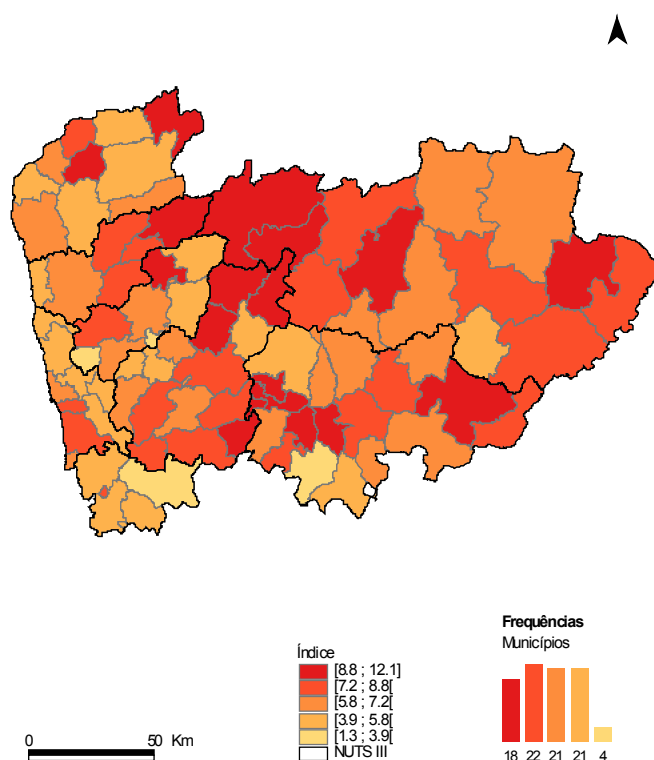 Frequências
Municípios
Índice
[8.8 ; 12.1]
[7.2 ; 8.8[
[5.8 ; 7.2[
[3.9 ; 5.8[
[1.3 ; 3.9[
NUTS III
0 50 Km
18 22 21 21 4